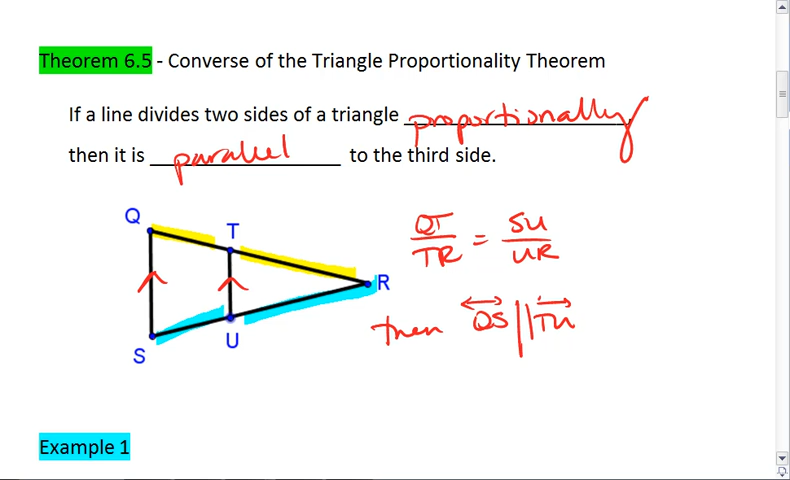 Theorem 6.5 - Converse of the Triangle Proportionality Theorem
If a line divides two sides of a triangle proportionally,
then it is parallel to the third side.
Q
T
R
S
U
QT/TR = SU/UR
then QS || TU
Example 1